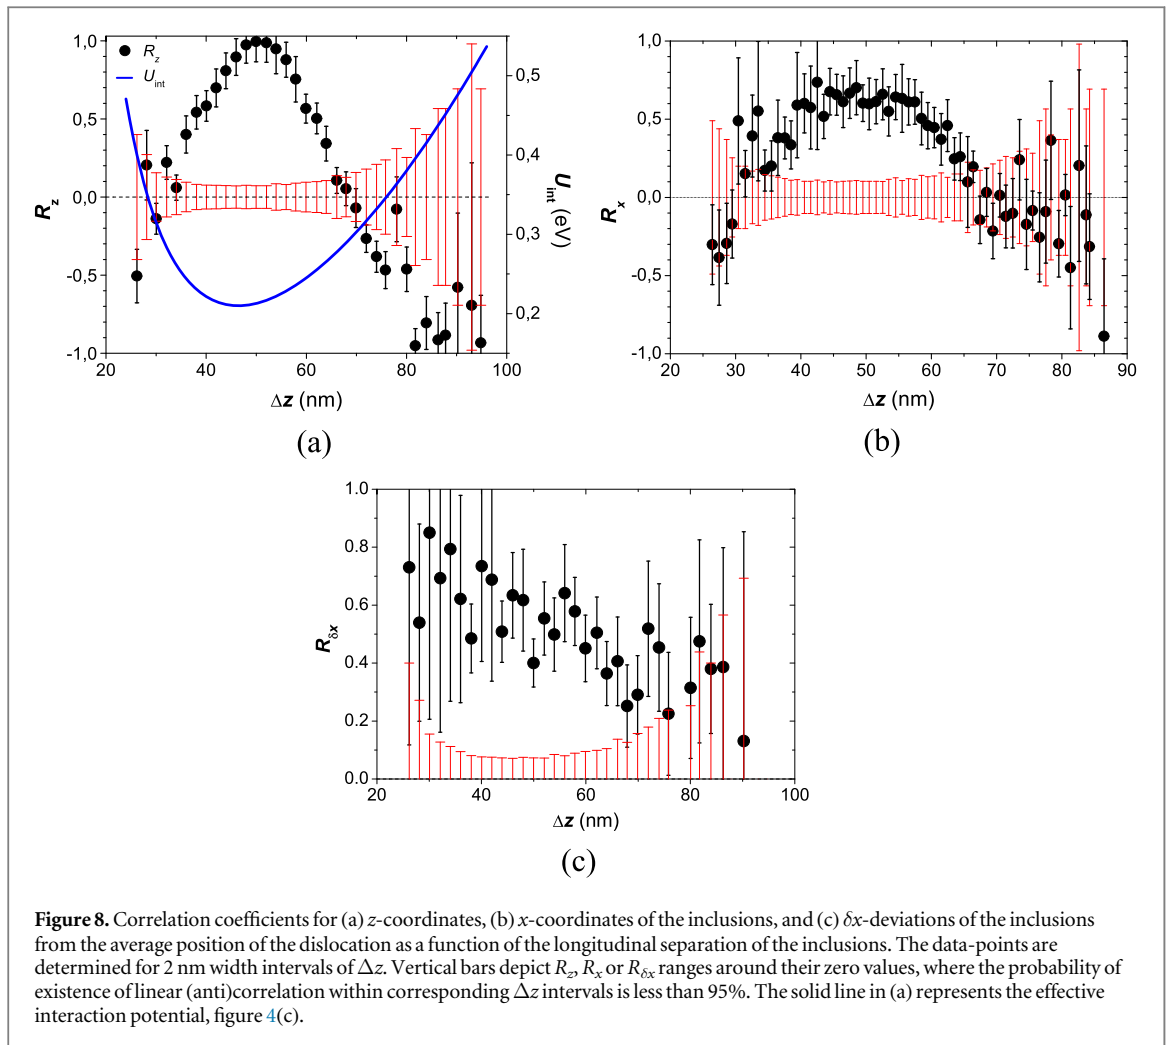 1,0
0,5
0,0
-0,5
-1,0
R_z
R_z
U_int
0,5
0,4
0,3
0,2
U_int (eV)
20 40 60 80 100
Δz (nm)
(a)
1,0
0,5
0,0
-0,5
-1,0
R_x
20 30 40 50 60 70 80 90
Δz (nm)
(b)
1.0
0.8
0.6
0.4
0.2
0.0
R_δx
20 40 60 80 100
Δz (nm)
(c)
Figure 8. Correlation coefficients for (a) z-coordinates, (b) x-coordinates of the inclusions, and (c) δx-deviations of the inclusions
from the average position of the dislocation as a function of the longitudinal separation of the inclusions. The data-points are
determined for 2 nm width intervals of Δz. Vertical bars depict R_z, R_x or R_δx ranges around their zero values, where the probability of
existence of linear (anti)correlation within corresponding Δz intervals is less than 95%. The solid line in (a) represents the effective
interaction potential, figure 4(c).